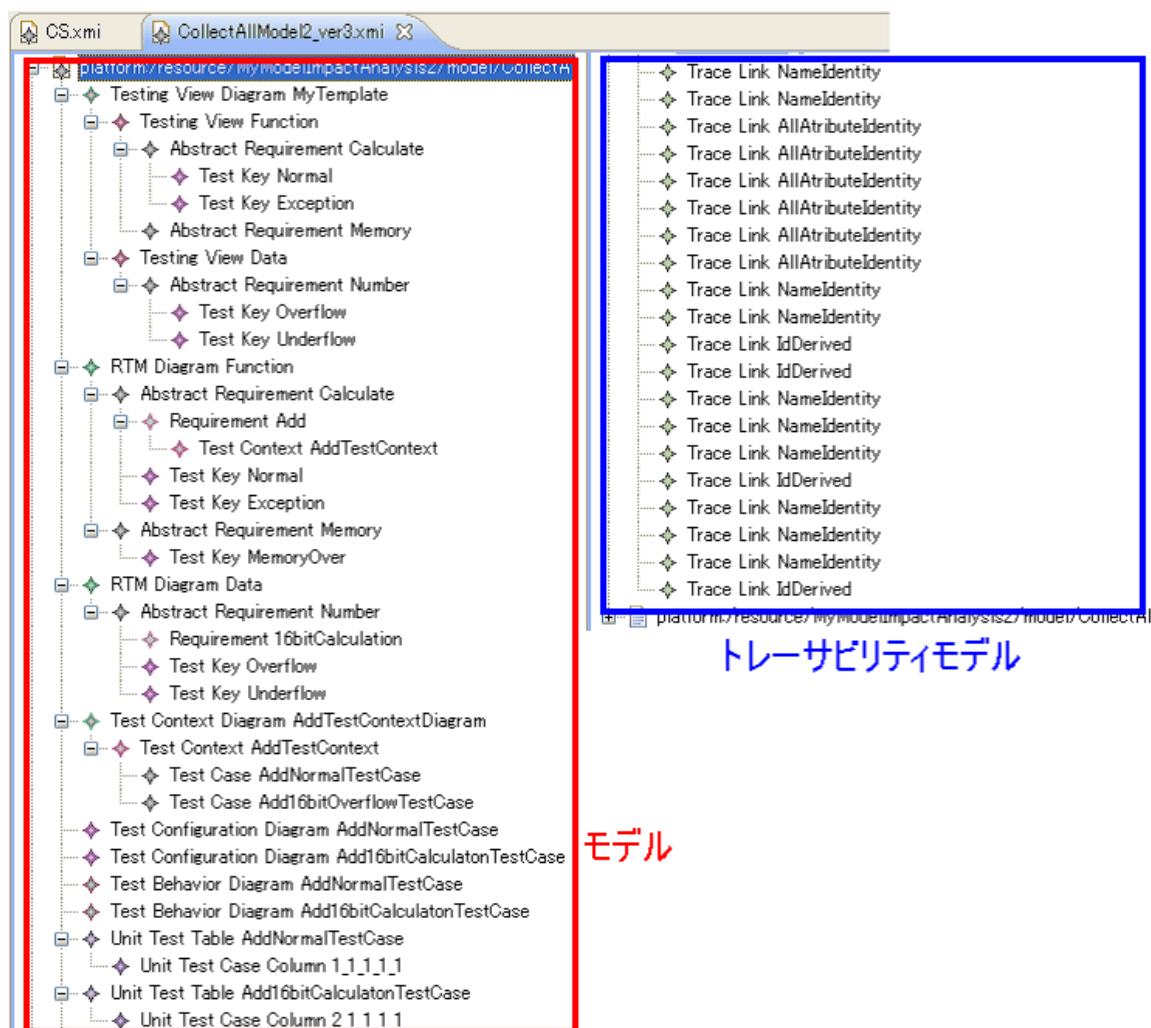 CS.xmi
CollectAllModel2_ver3.xmi
platform:/resource/MyModelImpactAnalysis2/model/CollectA
Testing View Diagram MyTemplate
Testing View Function
Abstract Requirement Calculate
Test Key Normal
Test Key Exception
Abstract Requirement Memory
Testing View Data
Abstract Requirement Number
Test Key Overflow
Test Key Underflow
RTM Diagram Function
Abstract Requirement Calculate
Requirement Add
Test Context AddTestContext
Test Key Normal
Test Key Exception
Abstract Requirement Memory
Test Key MemoryOver
RTM Diagram Data
Abstract Requirement Number
Requirement 16bitCalculation
Test Key Overflow
Test Key Underflow
Test Context Diagram AddTestContextDiagram
Test Context AddTestContext
Test Case AddNormalTestCase
Test Case Add16bitOverflowTestCase
Test Configuration Diagram AddNormalTestCase
Test Configuration Diagram Add16bitCalculatonTestCase
Test Behavior Diagram AddNormalTestCase
Test Behavior Diagram Add16bitCalculatonTestCase
Unit Test Table AddNormalTestCase
Unit Test Case Column 1_1_1_1_1
Unit Test Table Add16bitCalculatonTestCase
Unit Test Case Column 2 1 1 1 1
モデル
Trace Link NameIdentity
Trace Link NameIdentity
Trace Link AllAtributeIdentity
Trace Link AllAtributeIdentity
Trace Link AllAtributeIdentity
Trace Link AllAtributeIdentity
Trace Link AllAtributeIdentity
Trace Link AllAtributeIdentity
Trace Link NameIdentity
Trace Link NameIdentity
Trace Link IdDerived
Trace Link IdDerived
Trace Link NameIdentity
Trace Link NameIdentity
Trace Link NameIdentity
Trace Link IdDerived
Trace Link NameIdentity
Trace Link NameIdentity
Trace Link NameIdentity
Trace Link IdDerived
platform:/resource/MyModelImpactAnalysis2/model/CollectAl
トレーサビリティモデル